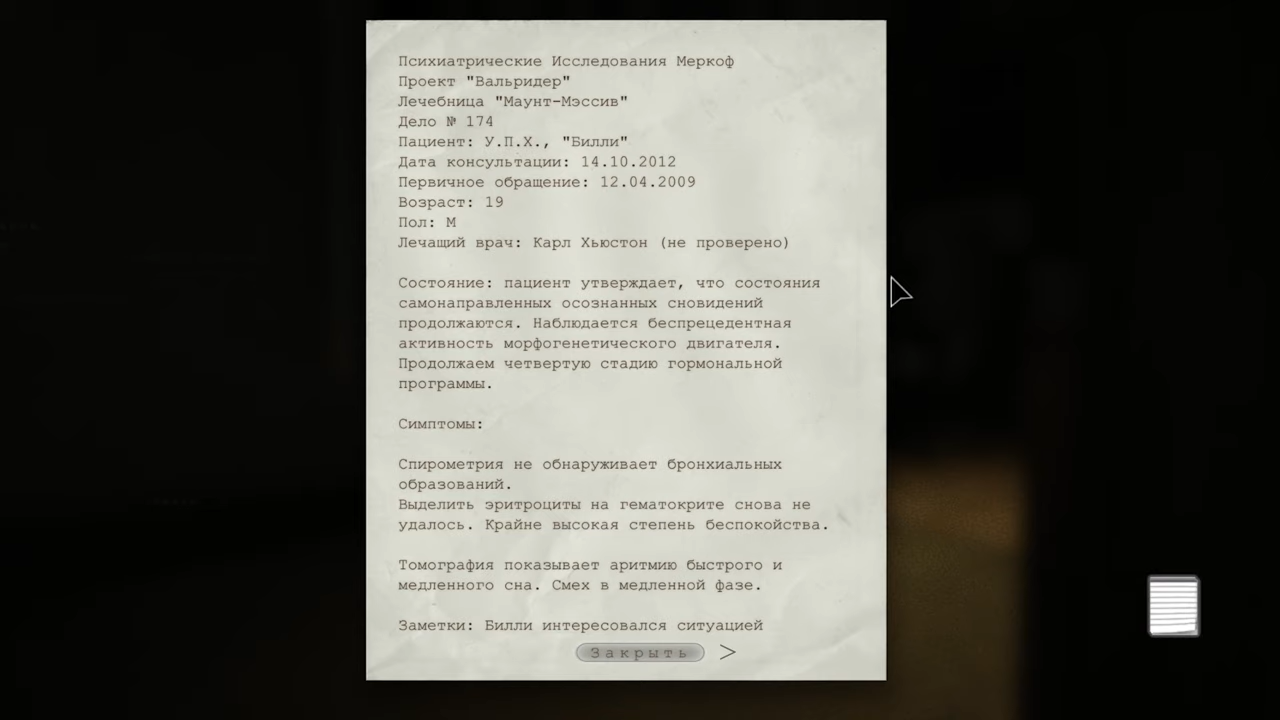 Психиатрические Исследования Меркоф
Проект "Вальридер"
Лечебница "Маунт-Мэссив"
Дело № 174
Пациент: У.П.Х., "Билли"
Дата консультации: 14.10.2012
Первичное обращение: 12.04.2009
Возраст: 19
Пол: М
Лечащий врач: Карл Хьюстон (не проверено)
Состояние: пациент утверждает, что состояния
самонаправленных осознанных сновидений
продолжаются. Наблюдается беспрецедентная
активность морфогенетического двигателя.
Продолжаем четвертую стадию гормональной
программы.
Симптомы:
Спирометрия не обнаруживает бронхиальных
образований.
Выделить эритроциты на гематокрите снова не
удалось. Крайне высокая степень беспокойства.
Томография показывает аритмию быстрого и
медленного сна. Смех в медленной фазе.
Заметки: Билли интересовался ситуацией
Закрыть >